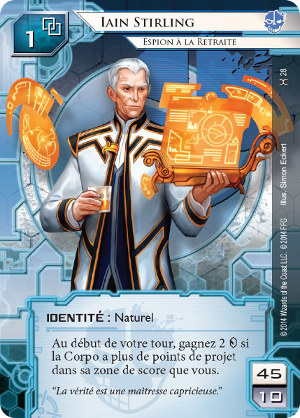 1
Iain Stirling
Espion à la Retraite
28
Illus. Simon Eckert
© 2014 Wizards of the Coast LLC. © 2014 FFG
IDENTITÉ : Naturel
Au début de votre tour, gagnez 2 si
la Corpo a plus de points de projet
dans sa zone de score que vous.
"La vérité est une maîtresse capricieuse."
45
10